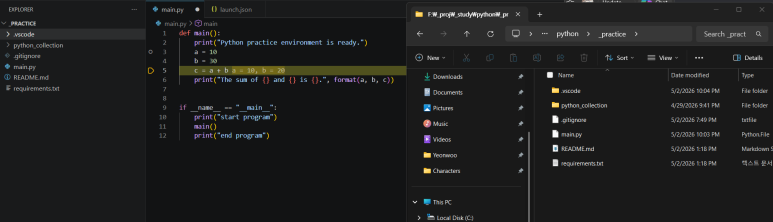 EXPLORER
_PRACTICE
.vscode
python_collection
.gitignore
main.py
README.md
requirements.txt
main.py
launch.json
main.py > main
1 def main():
2 print("Python practice environment is ready.")
3 a = 10
4 b = 30
5 c = a + b a = 10, b = 20
6 print("The sum of {} and {} is {}.", format(a, b, c))
7
8
9 if __name__ == "__main__":
10 print("start program")
11 main()
12 print("end program")
F:\_proj\_study\python\_pr
python
_practice
Search _pract
New
Sort
View
Details
Downloads
Documents
Pictures
Music
Videos
Yeonwoo
Characters
This PC
Local Disk (C:)
Name Date modified Type
.vscode 5/2/2026 10:04 PM File folder
python_collection 4/29/2026 9:41 PM File folder
.gitignore 5/2/2026 7:49 PM txtfile
main.py 5/2/2026 10:03 PM Python.File
README.md 5/2/2026 1:18 PM Markdown S
requirements.txt 5/2/2026 1:18 PM 텍스트 문서